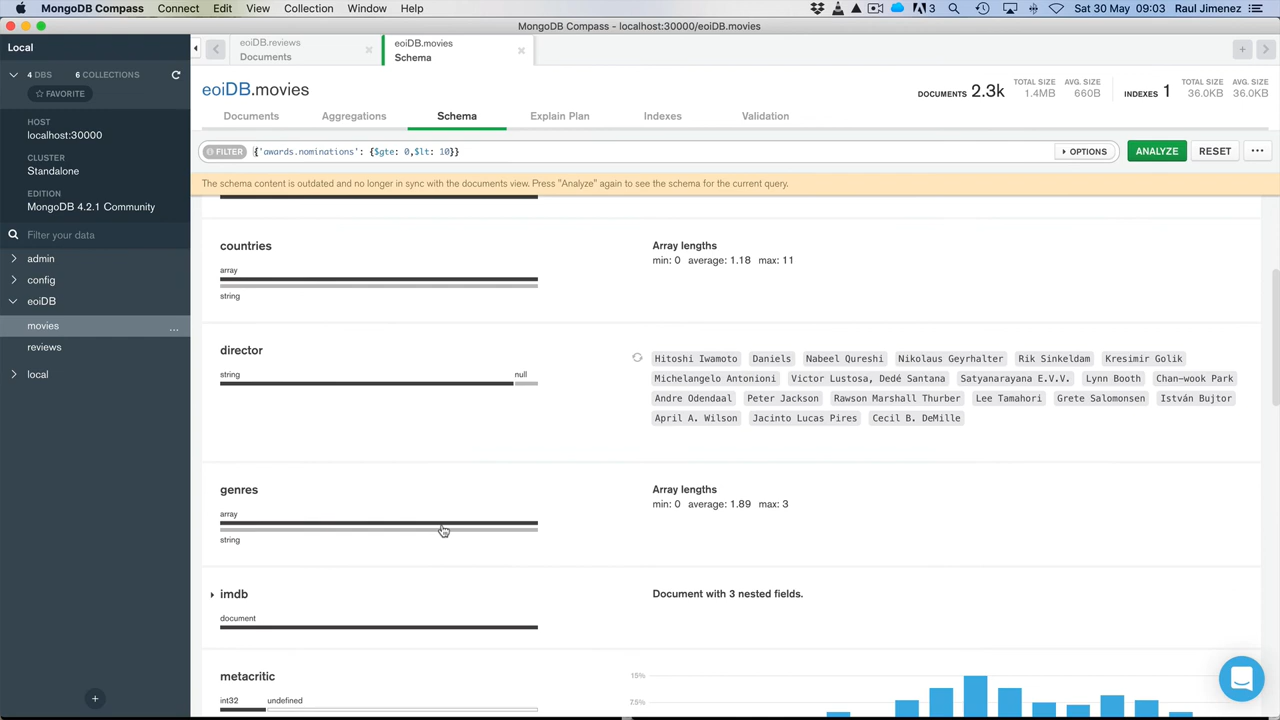 MongoDB Compass Connect Edit View Collection Window Help 3 Sat 30 May 09:03 Raul Jimenez
MongoDB Compass - localhost:30000/eoiDB.movies
Local
eoiDB.reviews
Documents
eoiDB.movies
Schema
4 DBS 6 COLLECTIONS
FAVORITE
HOST
localhost:30000
CLUSTER
Standalone
EDITION
MongoDB 4.2.1 Community
Filter your data
admin
config
eoiDB
movies ...
reviews
local
eoiDB.movies
DOCUMENTS 2.3k TOTAL SIZE 1.4MB AVG. SIZE 660B INDEXES 1 TOTAL SIZE 36.0KB AVG. SIZE 36.0KB
Documents Aggregations Schema Explain Plan Indexes Validation
FILTER {'awards.nominations': {$gte: 0,$lt: 10}} OPTIONS ANALYZE RESET ...
The schema content is outdated and no longer in sync with the documents view. Press "Analyze" again to see the schema for the current query.
countries
array
string
Array lengths
min: 0 average: 1.18 max: 11
director
string null
Hitoshi Iwamoto Daniels Nabeel Qureshi Nikolaus Geyrhalter Rik Sinkeldam Kresimir Golik
Michelangelo Antonioni Victor Lustosa, Dedé Santana Satyanarayana E.V.V. Lynn Booth Chan-wook Park
Andre Odendaal Peter Jackson Rawson Marshall Thurber Lee Tamahori Grete Salomonsen István Bujtor
April A. Wilson Jacinto Lucas Pires Cecil B. DeMille
genres
array
string
Array lengths
min: 0 average: 1.89 max: 3
imdb
document
Document with 3 nested fields.
metacritic
int32 undefined
15%
7.5%